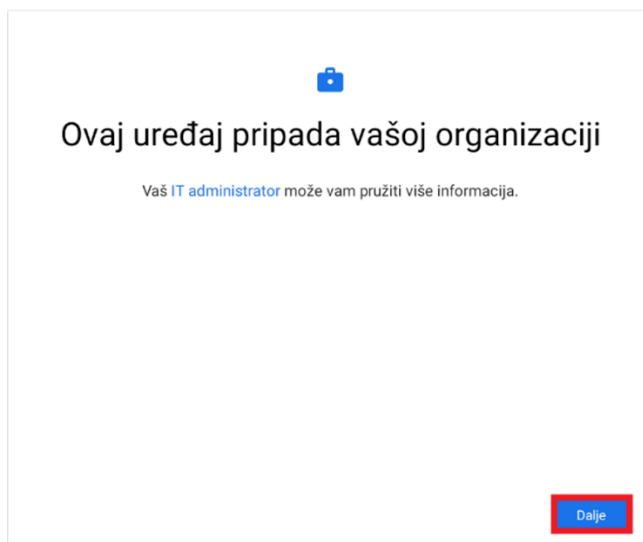 Ovaj uređaj pripada vašoj organizaciji
Vaš IT administrator može vam pružiti više informacija.
Dalje